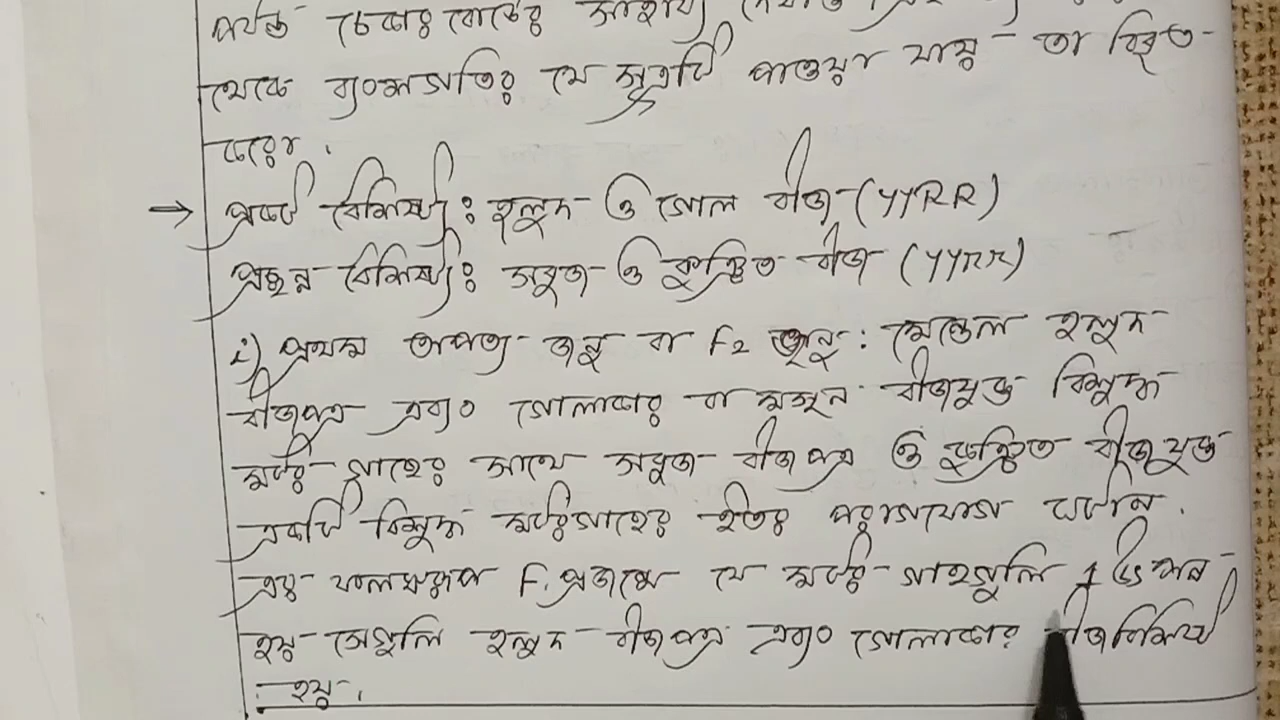 পর্যন্ত চেকার বোর্ডের সাহায্য
থেকে বংশগতির যে সূত্রটি পাওয়া যায় তা বিবৃত
করো।
→ প্রকট বৈশিষ্ট্য: হলুদ ও গোল বীজ (YYRR)
প্রচ্ছন্ন বৈশিষ্ট্য: সবুজ ও কুঞ্চিত বীজ (yyrr)
i) প্রথম অপত্য জনু বা F2 জনু: মেন্ডেল হলুদ
বীজপত্র এবং গোলাকার বা মসৃন বীজযুক্ত বিশুদ্ধ
মটর গাছের সাথে সবুজ বীজপত্র ও কুঞ্চিত বীজযুক্ত
একটি বিশুদ্ধ মটরগাছের ইতর পরাগযোগ ঘটান.
এর ফলস্বরূপ F1 প্রজন্মে যে মটর গাছগুলি
হয় সেগুলি হলুদ বীজপত্র এবং গোলাকার বীজবিশিষ্ট
হয়.